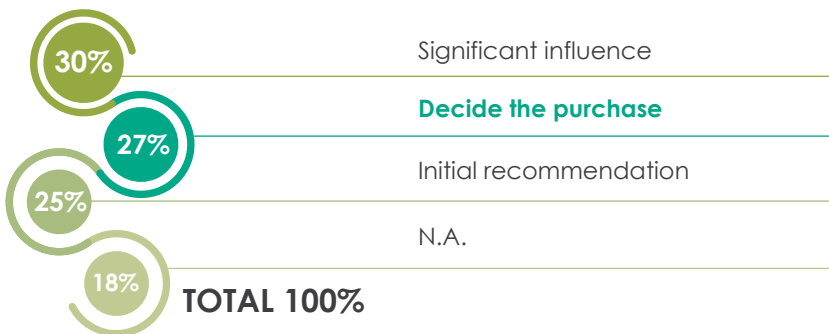 30%
Significant influence
27%
Decide the purchase
25%
Initial recommendation
18%
N.A.
TOTAL 100%